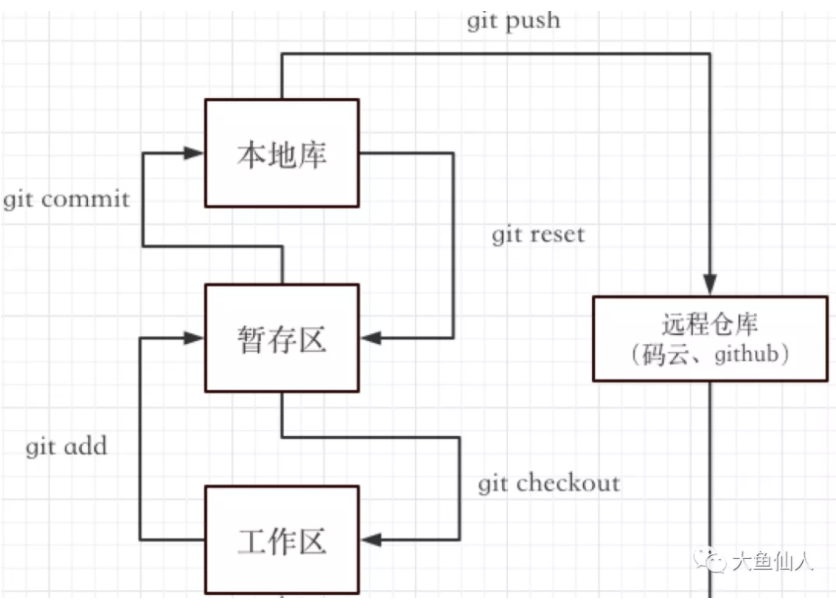 git push
本地库
git commit
git reset
暂存区
远程仓库
（码云、github）
git add
git checkout
工作区
大鱼仙人